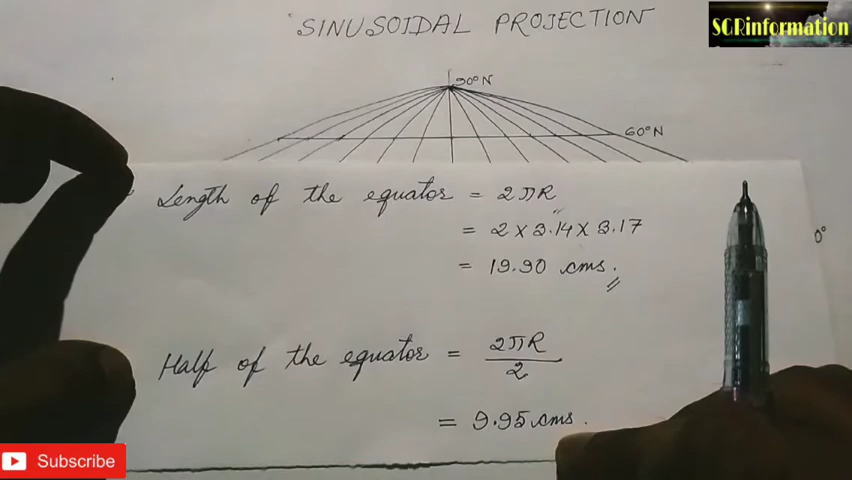 SINUSOIDAL PROJECTION
SGRinformation
90°N
60°N
Length of the equator = 2πR
= 2 × 3.14 × 3.17
0°
= 19.90 cms.
Half of the equator = 2πR / 2
= 9.95 cms.
Subscribe